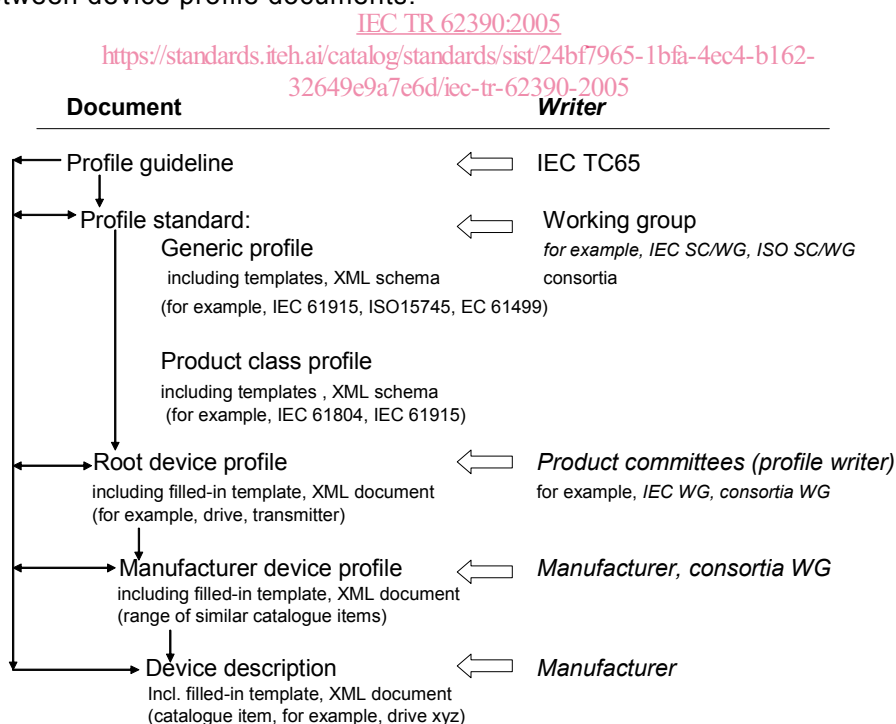 tween device profile documents.
IEC TR 62390:2005
https://standards.iteh.ai/catalog/standards/sist/24bf7965-1bfa-4ec4-b162-
32649e9a7e6d/iec-tr-62390-2005
Document Writer
Profile guideline IEC TC65
Profile standard: Working group
Generic profile for example, IEC SC/WG, ISO SC/WG
including templates, XML schema consortia
(for example, IEC 61915, ISO15745, EC 61499)
Product class profile
including templates , XML schema
(for example, IEC 61804, IEC 61915)
Root device profile Product committees (profile writer)
including filled-in template, XML document for example, IEC WG, consortia WG
(for example, drive, transmitter)
Manufacturer device profile Manufacturer, consortia WG
including filled-in template, XML document
(range of similar catalogue items)
Device description Manufacturer
Incl. filled-in template, XML document
(catalogue item, for example, drive xyz)